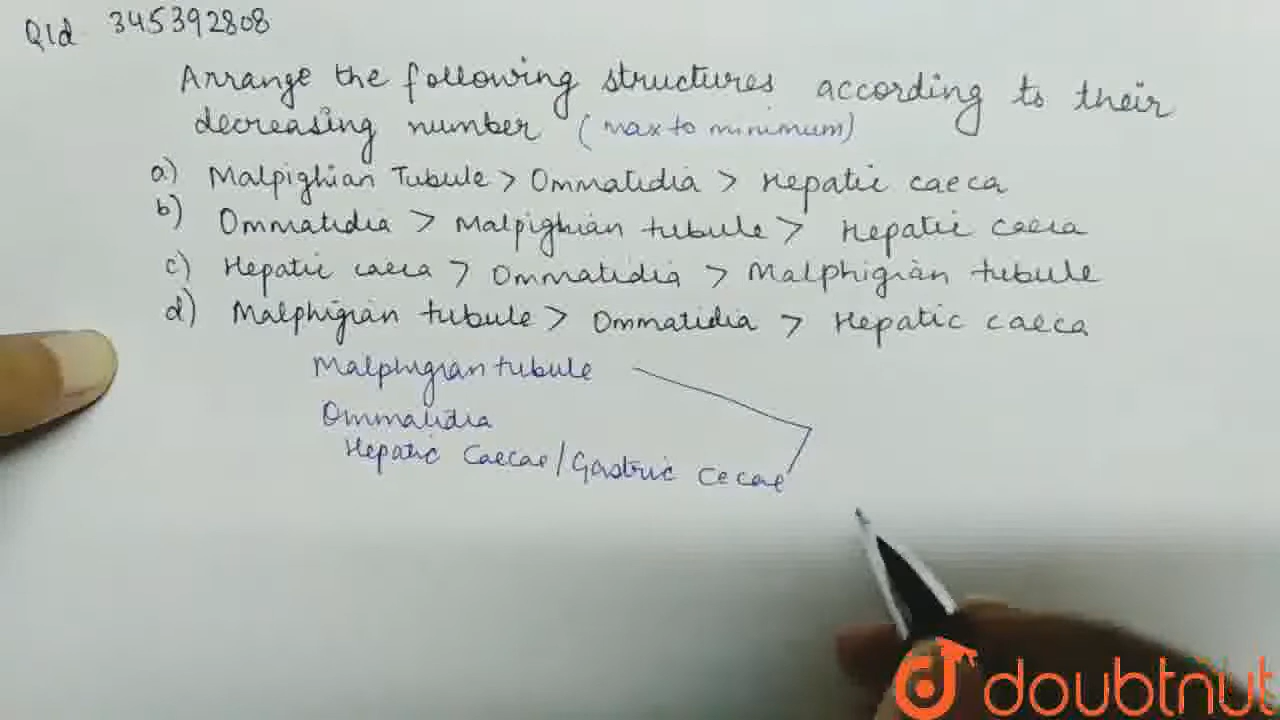 QId 345392808
Arrange the following structures according to their
decreasing number (max to minimum)
a) Malpighian Tubule > Ommatidia > Hepatic caeca
b) Ommatidia > Malpighian tubule > Hepatic caeca
c) Hepatic caeca > Ommatidia > Malphigian tubule
d) Malphigian tubule > Ommatidia > Hepatic caeca
Malphigian tubule
Ommatidia
Hepatic Caecae/Gastric Cecae
doubtnut